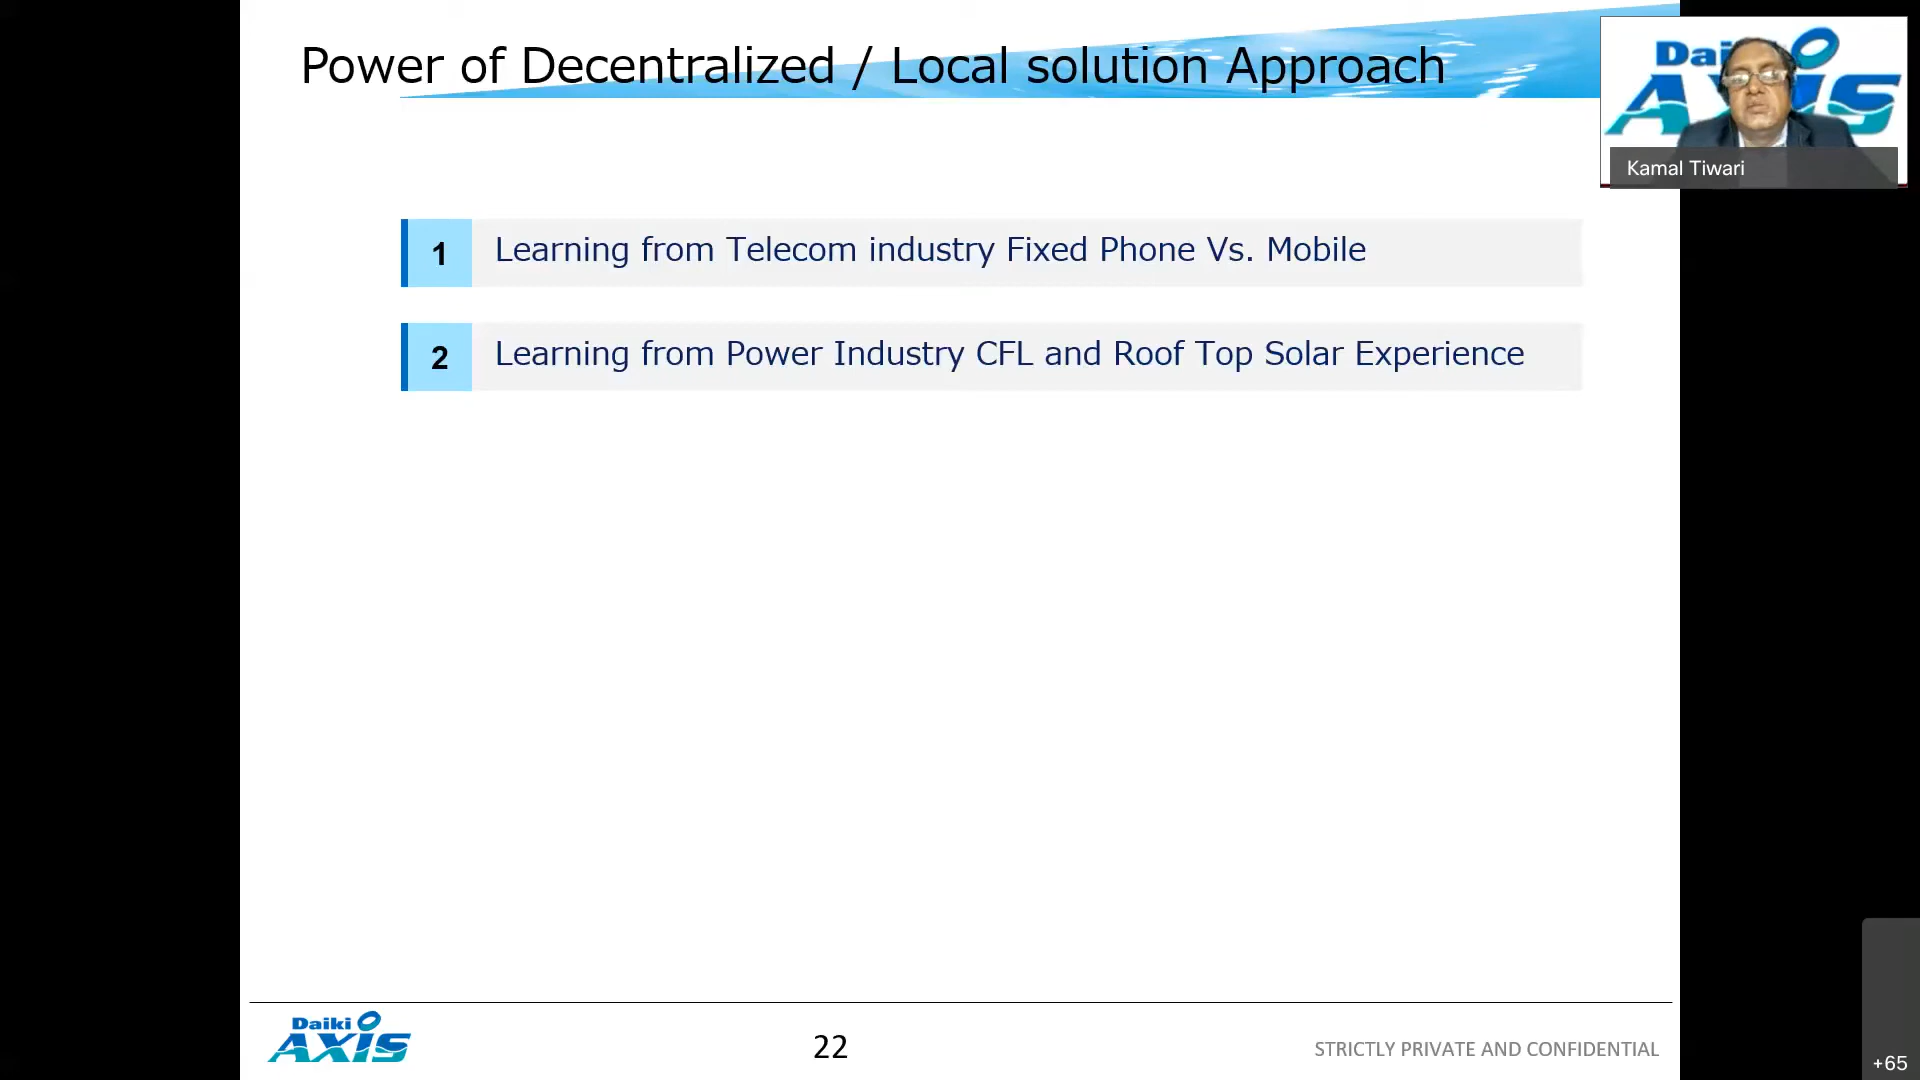 Power of Decentralized / Local solution Approach
Kamal Tiwari
1 Learning from Telecom industry Fixed Phone Vs. Mobile
2 Learning from Power Industry CFL and Roof Top Solar Experience
Daiki
AXIS
22
STRICTLY PRIVATE AND CONFIDENTIAL
+65